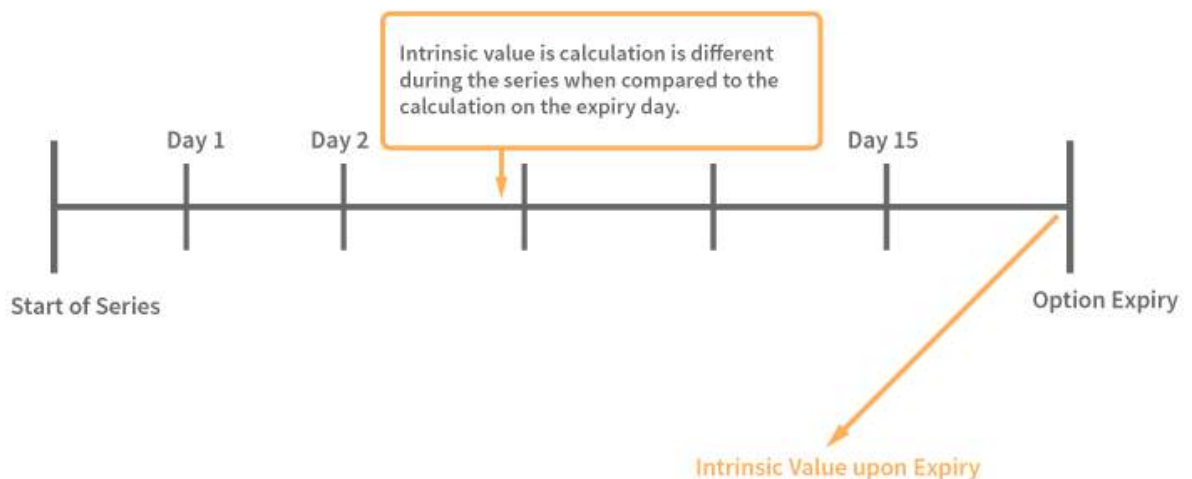 Intrinsic value is calculation is different
during the series when compared to the
calculation on the expiry day.
Day 1
Day 2
Day 15
Start of Series
Option Expiry
Intrinsic Value upon Expiry